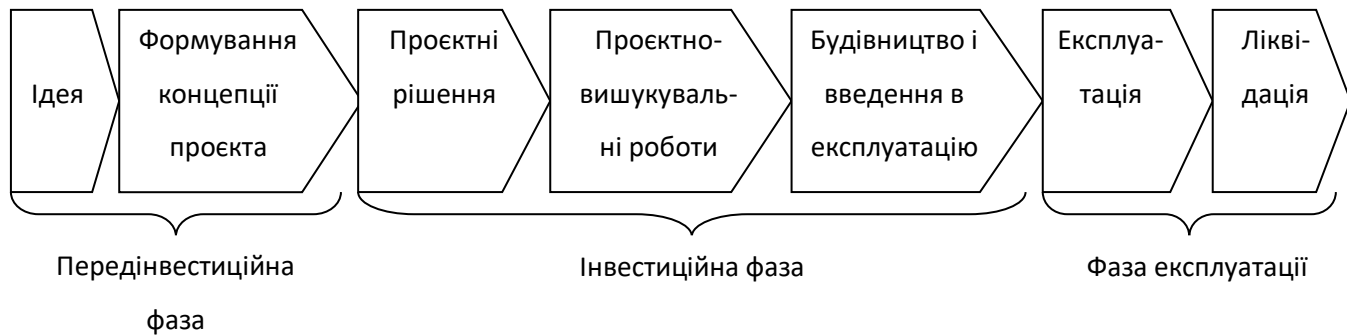 Ідея
Формування
концепції
проєкта
Проєктні
рішення
Проєктно-
вишукуваль-
ні роботи
Будівництво і
введення в
експлуатацію
Експлуа-
тація
Ліквi-
дація
Передінвестиційна
фаза
Інвестиційна фаза
Фаза експлуатації